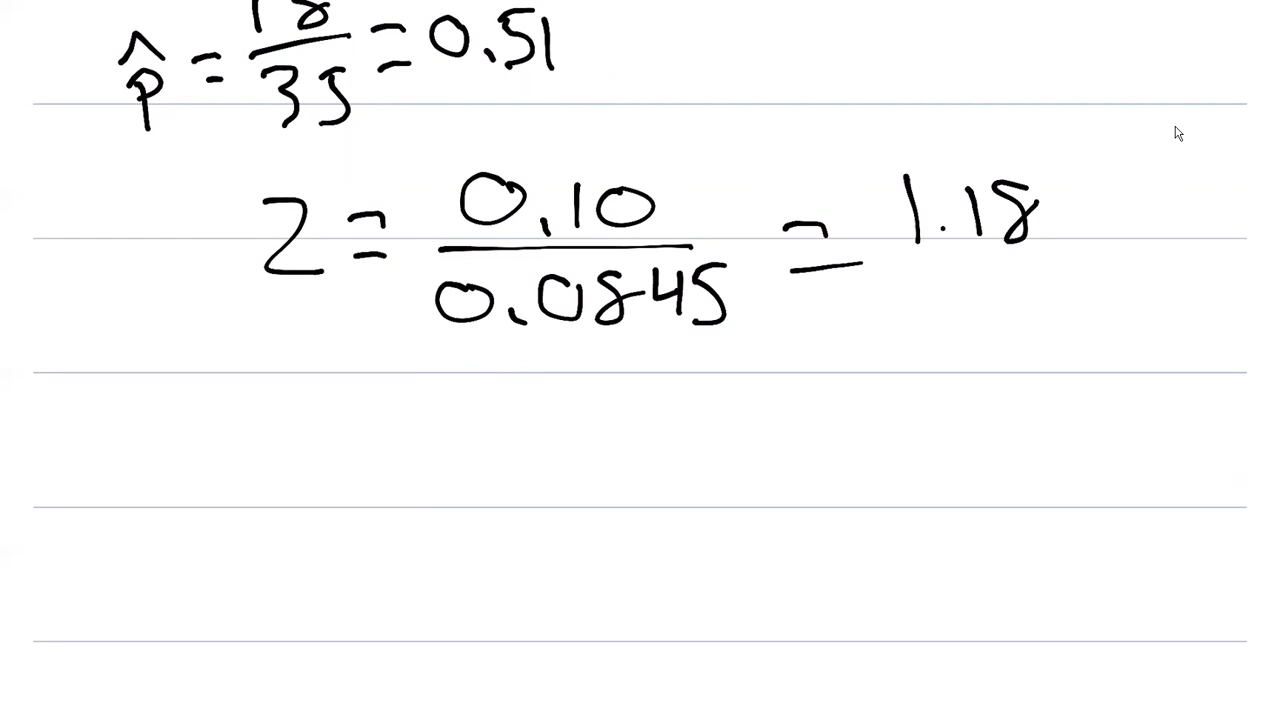 p̂ = 18/35 = 0.51
Z = 0.10/0.0845 = 1.18